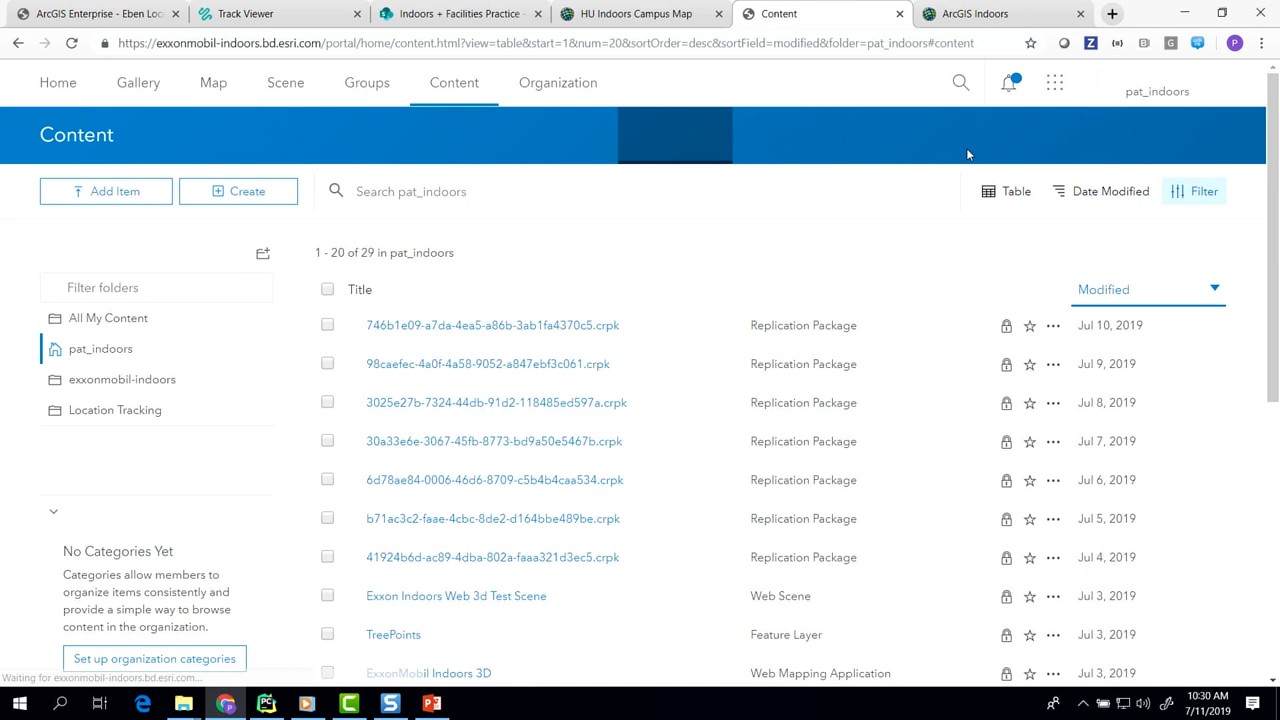 ArcGIS Enterprise - Eben Loca
Track Viewer
Indoors + Facilities Practice -
HU Indoors Campus Map
Content
ArcGIS Indoors
https://exxonmobil-indoors.bd.esri.com/portal/home/content.html?view=table&start=1&num=20&sortOrder=desc&sortField=modified&folder=pat_indoors#content
Home
Gallery
Map
Scene
Groups
Content
Organization
pat_indoors
Content
Add Item
Create
Search pat_indoors
Table
Date Modified
Filter
1 - 20 of 29 in pat_indoors
Filter folders
All My Content
pat_indoors
exxonmobil-indoors
Location Tracking
Title
Modified
746b1e09-a7da-4ea5-a86b-3ab1fa4370c5.crpk Replication Package Jul 10, 2019
98caefec-4a0f-4a58-9052-a847ebf3c061.crpk Replication Package Jul 9, 2019
3025e27b-7324-44db-91d2-118485ed597a.crpk Replication Package Jul 8, 2019
30a33e6e-3067-45fb-8773-bd9a50e5467b.crpk Replication Package Jul 7, 2019
6d78ae84-0006-46d6-8709-c5b4b4caa534.crpk Replication Package Jul 6, 2019
b71ac3c2-faae-4cbc-8de2-d164bbe489be.crpk Replication Package Jul 5, 2019
41924b6d-ac89-4dba-802a-faaa321d3ec5.crpk Replication Package Jul 4, 2019
Exxon Indoors Web 3d Test Scene Web Scene Jul 3, 2019
TreePoints Feature Layer Jul 3, 2019
ExxonMobil Indoors 3D Web Mapping Application Jul 3, 2019
No Categories Yet
Categories allow members to
organize items consistently and
provide a simple way to browse
content in the organization.
Set up organization categories
Waiting for exxonmobil-indoors.bd.esri.com...
10:30 AM
7/11/2019